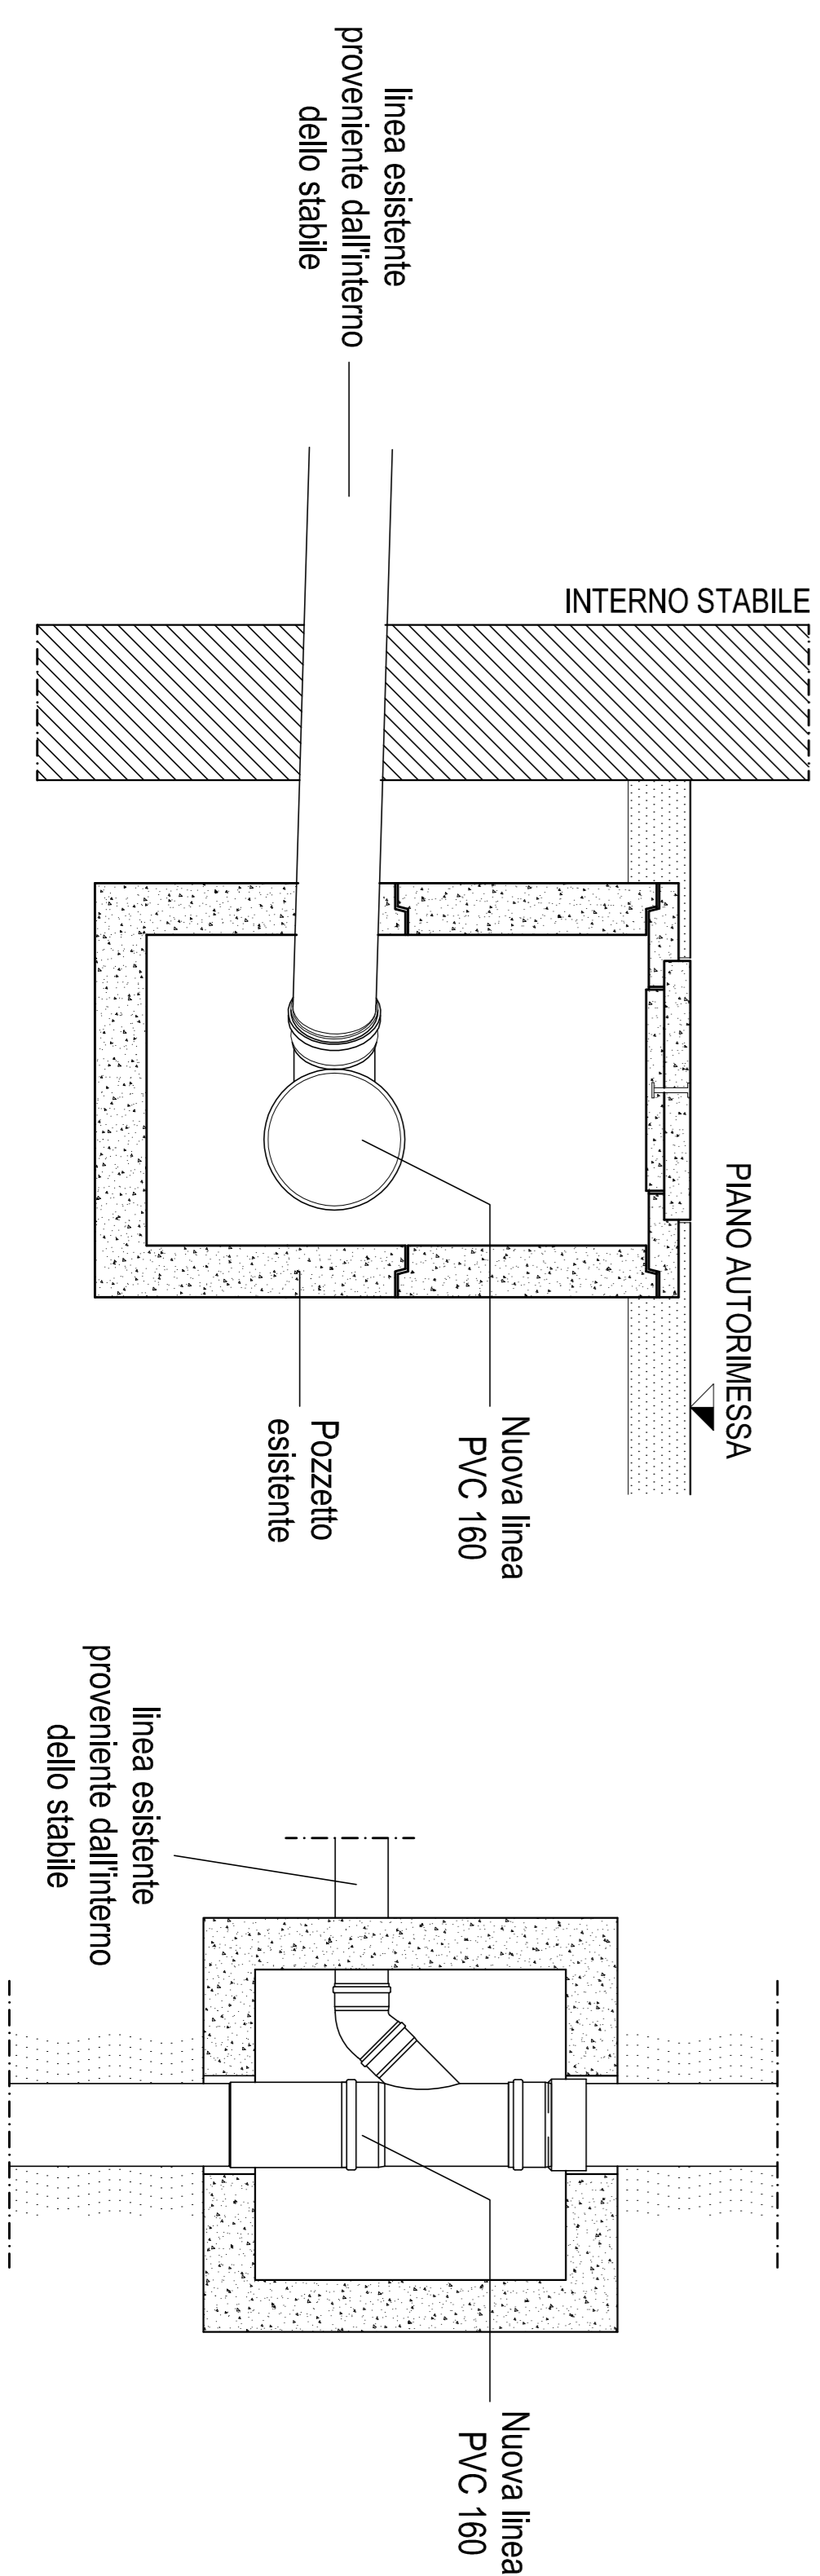 linea esistente
proveniente dall'interno
dello stabile
INTERNO STABILE
PIANO AUTORIMESSA
Nuova linea
PVC 160
Pozzetto
esistente
linea esistente
proveniente dall'interno
dello stabile
Nuova linea
PVC 160